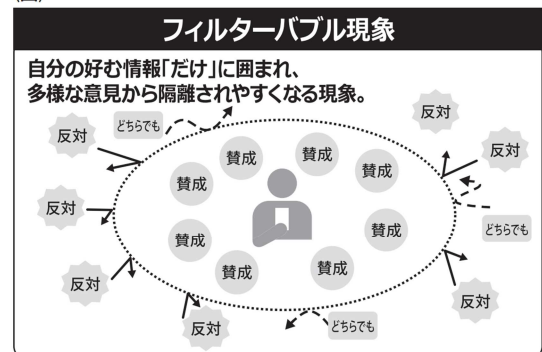 フィルターバブル現象
自分の好む情報「だけ」に囲まれ、
多様な意見から隔離されやすくなる現象。
反対
どちらでも
反対
反対
賛成
賛成
賛成
賛成
反対
賛成
賛成
どちらでも
反対
賛成
賛成
反対
反対
どちらでも